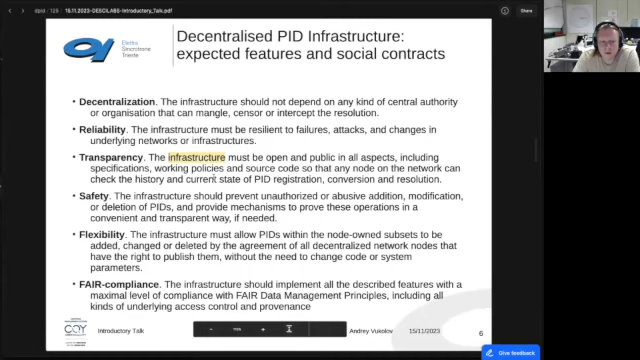 dpid / 129 / 15.11.2023-DESCILABS-Introductory_Talk.pdf
Share
Elettra
Sincrotrone
Trieste
Decentralised PID Infrastructure:
expected features and social contracts
• Decentralization. The infrastructure should not depend on any kind of central authority
or organisation that can mangle, censor or intercept the resolution.
• Reliability. The infrastructure must be resilient to failures, attacks, and changes in
underlying networks or infrastructures.
• Transparency. The infrastructure must be open and public in all aspects, including
specifications, working policies and source code so that any node on the network can
check the history and current state of PID registration, conversion and resolution.
• Safety. The infrastructure should prevent unauthorized or abusive addition, modification,
or deletion of PIDs, and provide mechanisms to prove these operations in a
convenient and transparent way, if needed.
• Flexibility. The infrastructure must allow PIDs within the node-owned subsets to be
added, changed or deleted by the agreement of all decentralized network nodes that
have the right to publish them, without the need to change code or system
parameters.
• FAIR-compliance. The infrastructure should implement all the described features with a
maximal level of compliance with FAIR Data Management Principles, including all
kinds of underlying access control and provenance
Introductory Talk
Andrey Vukolov
15/11/2023
6
Give feedback